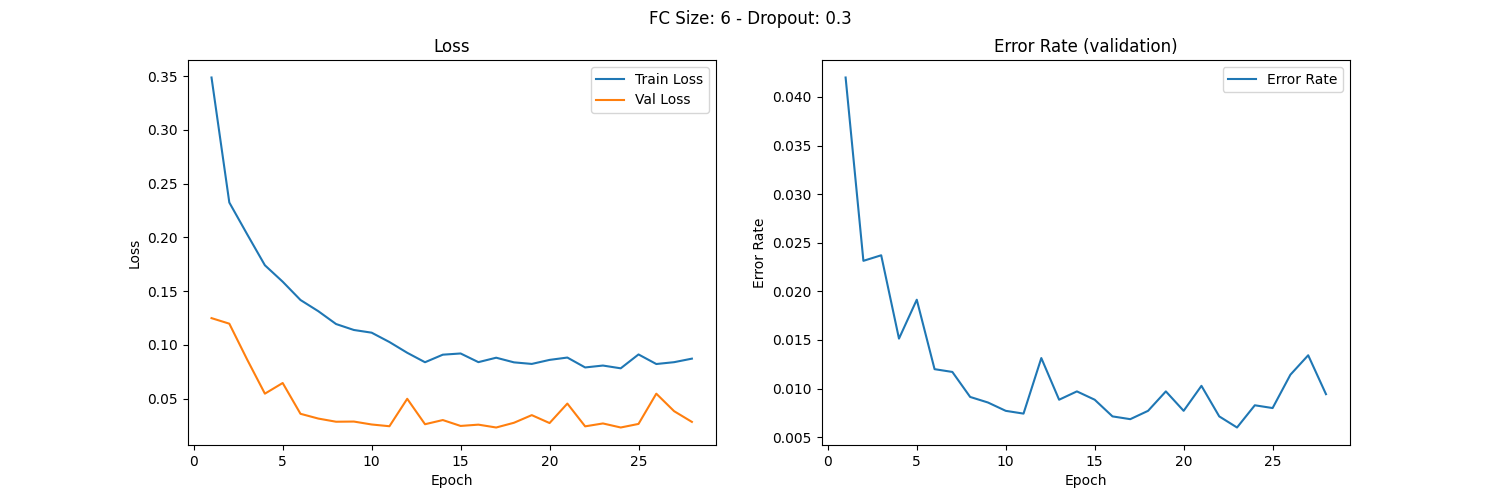 FC Size: 6 - Dropout: 0.3
Loss
Train Loss
Val Loss
0.35
0.30
0.25
0.20
0.15
0.10
0.05
Loss
0
5
10
15
20
25
Epoch
Error Rate (validation)
Error Rate
0.040
0.035
0.030
0.025
0.020
0.015
0.010
0.005
Error Rate
0
5
10
15
20
25
Epoch